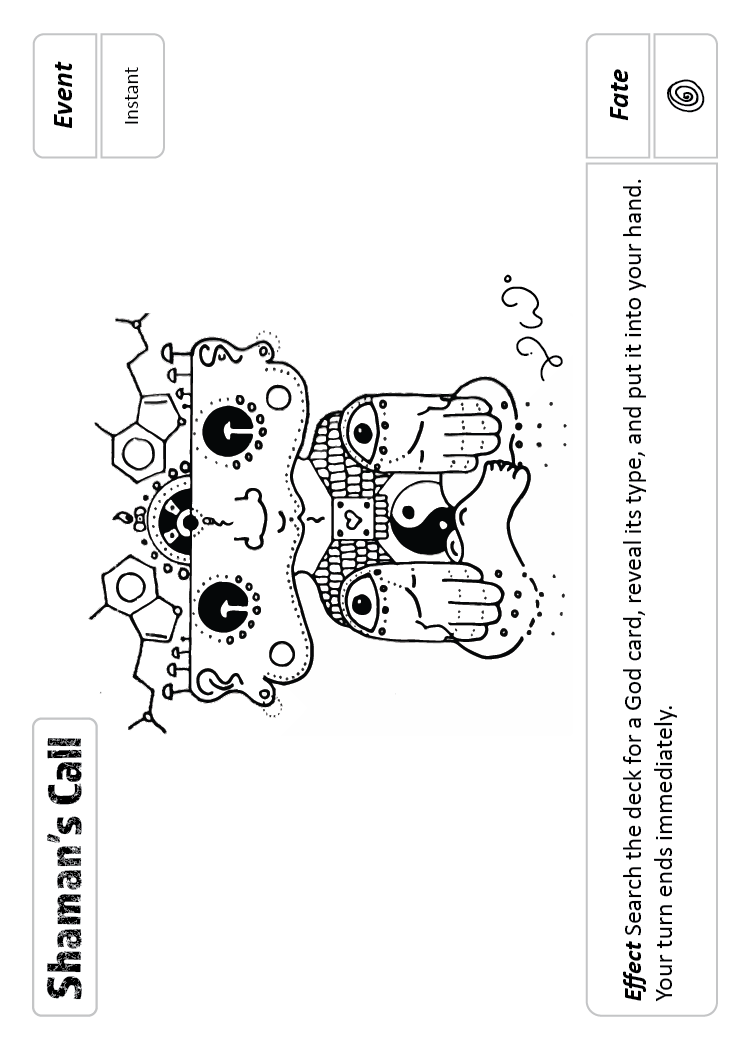 Shaman's Call
Event
Instant
Effect Search the deck for a God card, reveal its type, and put it into your hand.
Your turn ends immediately.
Fate